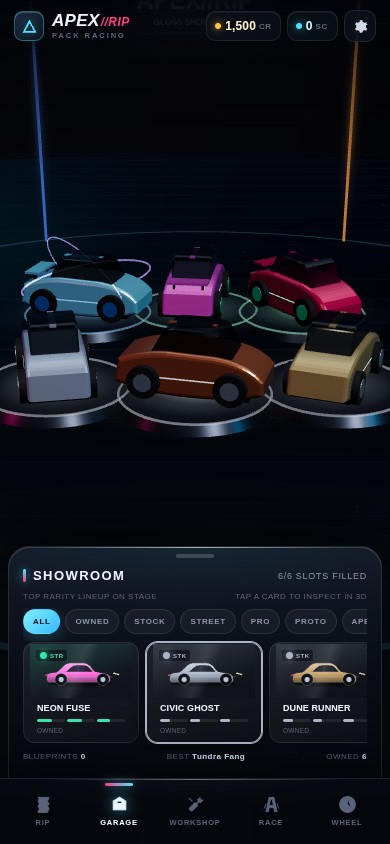 APEX//RIP
PACK RACING
1,500 CR
0 SC
SHOWROOM
6/6 SLOTS FILLED
TOP RARITY LINEUP ON STAGE
TAP A CARD TO INSPECT IN 3D
ALL
OWNED
STOCK
STREET
PRO
PROTO
APE
STR
STK
STK
NEON FUSE
CIVIC GHOST
DUNE RUNNER
OWNED
OWNED
OWNED
BLUEPRINTS 0
BEST Tundra Fang
OWNED 6
RIP
GARAGE
WORKSHOP
RACE
WHEEL